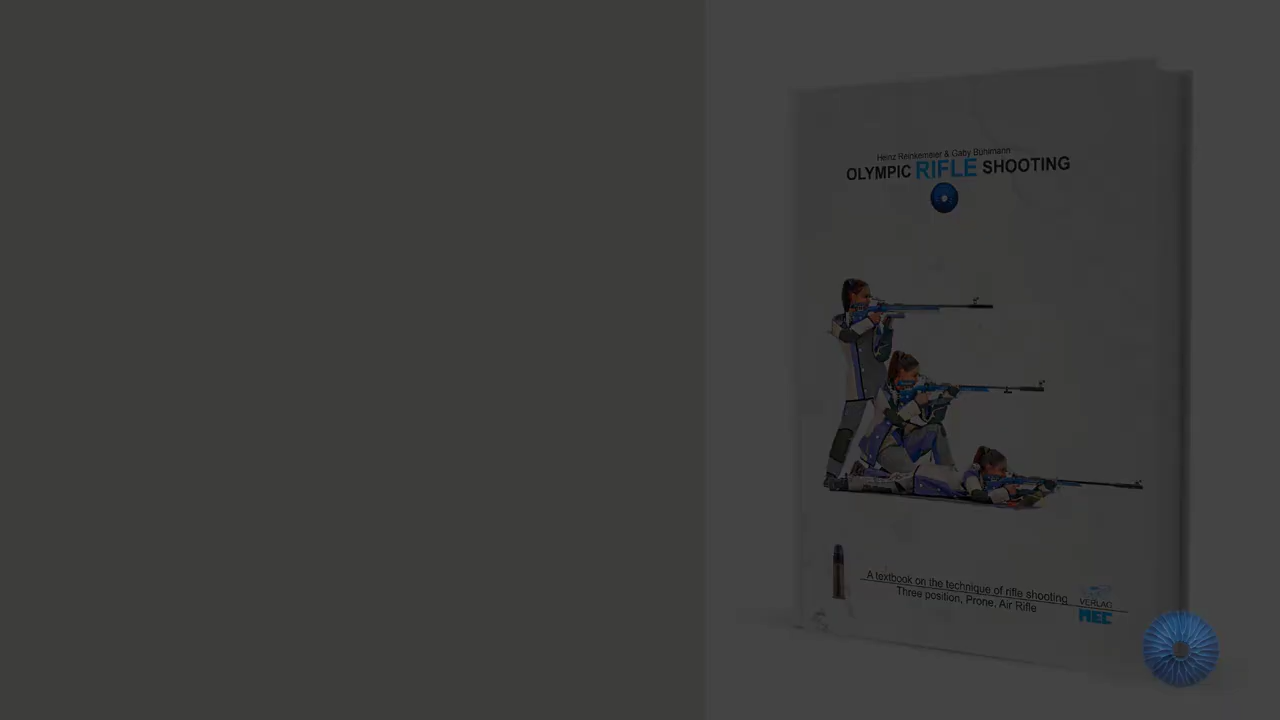 Heinz Reinkemeier & Gaby Bühlmann
OLYMPIC RIFLE SHOOTING
A textbook on the technique of rifle shooting
Three position, Prone, Air Rifle
VERLAG
MEC